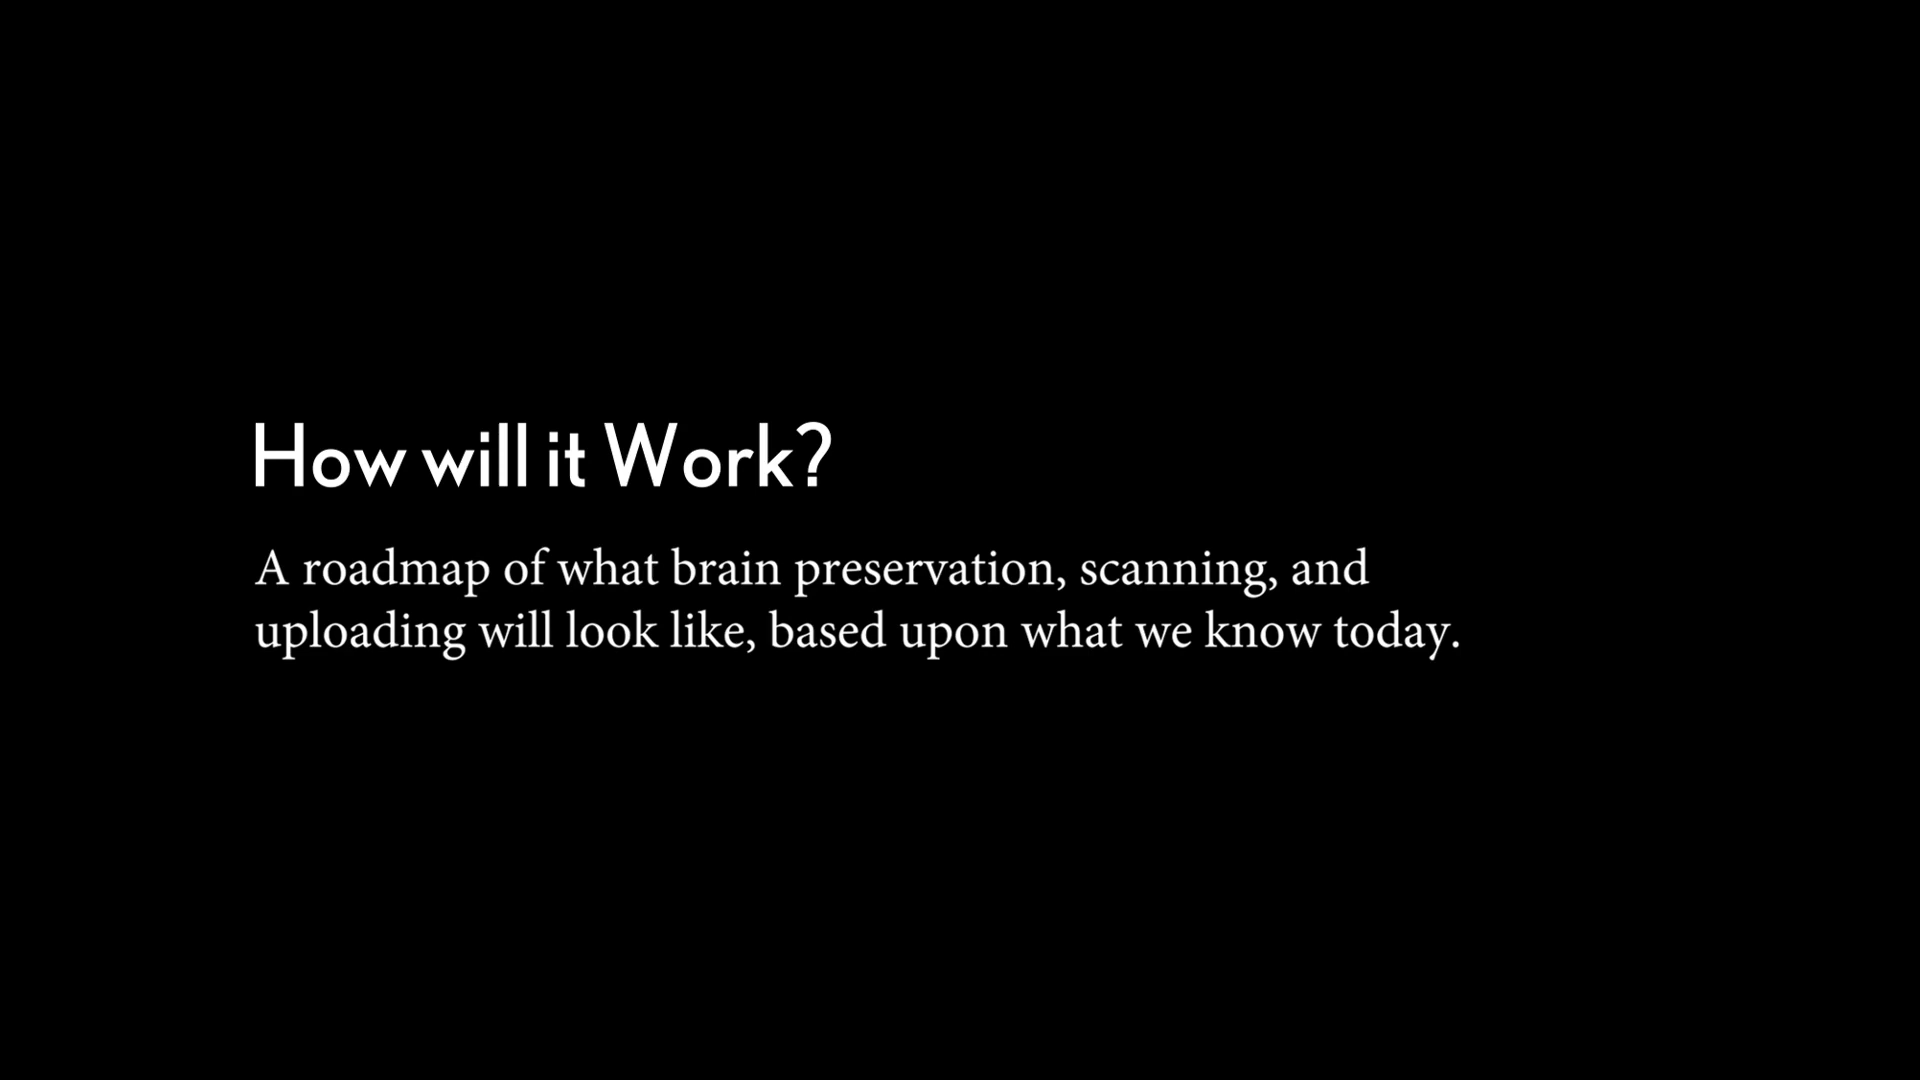 How will it Work?
A roadmap of what brain preservation, scanning, and
uploading will look like, based upon what we know today.